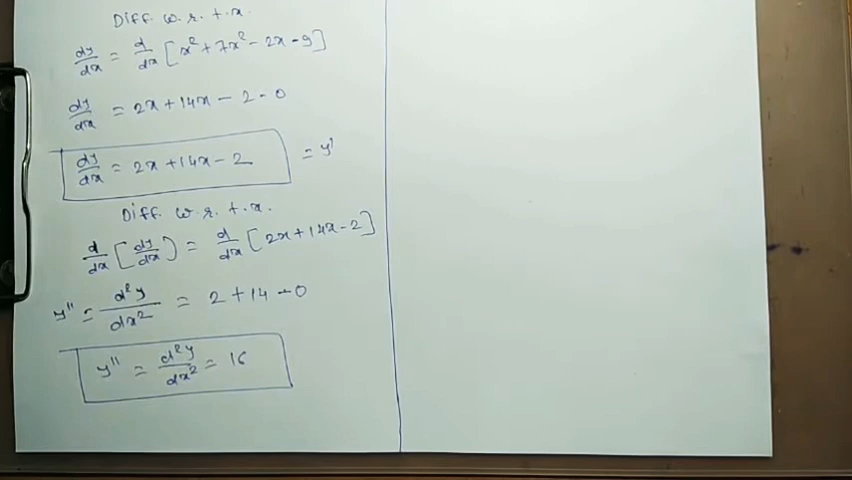 Diff. w.r.t.x.
dy/dx = d/dx [x² + 7x² - 2x - 9]
dy/dx = 2x + 14x - 2 - 0
dy/dx = 2x + 14x - 2 = y'
Diff. w.r.t.x.
d/dx [dy/dx] = d/dx [2x + 14x - 2]
y'' = d²y/dx² = 2 + 14 - 0
y'' = d²y/dx² = 16